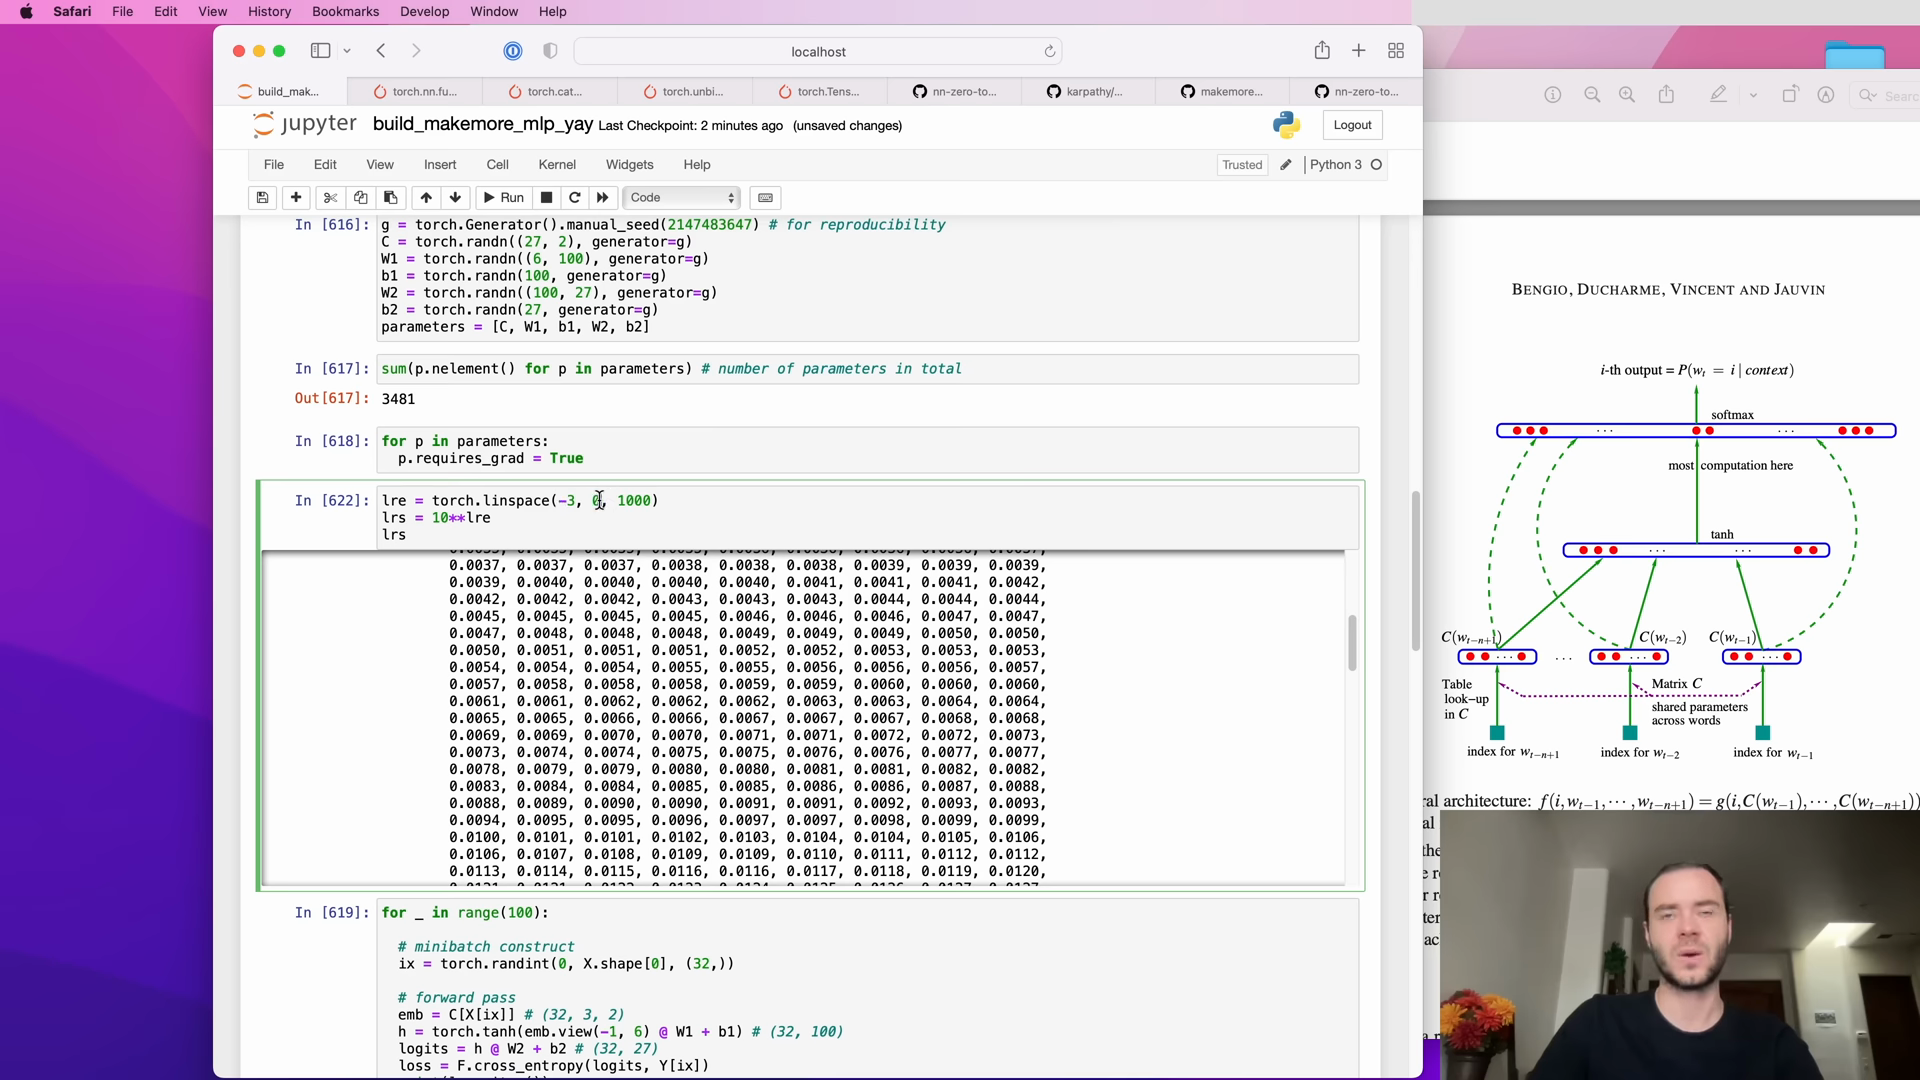 Safari File Edit View History Bookmarks Develop Window Help
localhost
build_mak... torch.nn.fu... torch.cat... torch.unbi... torch.Tens... nn-zero-to... karpathy/... makemore... nn-zero-to...
jupyter build_makemore_mlp_yay Last Checkpoint: 2 minutes ago (unsaved changes) Logout
File Edit View Insert Cell Kernel Widgets Help Trusted Python 3
Run Code
In [616]: g = torch.Generator().manual_seed(2147483647) # for reproducibility
C = torch.randn((27, 2), generator=g)
W1 = torch.randn((6, 100), generator=g)
b1 = torch.randn(100, generator=g)
W2 = torch.randn((100, 27), generator=g)
b2 = torch.randn(27, generator=g)
parameters = [C, W1, b1, W2, b2]
In [617]: sum(p.nelement() for p in parameters) # number of parameters in total
Out[617]: 3481
In [618]: for p in parameters:
p.requires_grad = True
In [622]: lre = torch.linspace(-3, 0, 1000)
lrs = 10**lre
lrs
0.0037, 0.0037, 0.0037, 0.0038, 0.0038, 0.0038, 0.0039, 0.0039, 0.0039,
0.0039, 0.0040, 0.0040, 0.0040, 0.0041, 0.0041, 0.0041, 0.0042,
0.0042, 0.0042, 0.0042, 0.0043, 0.0043, 0.0043, 0.0044, 0.0044, 0.0044,
0.0045, 0.0045, 0.0045, 0.0045, 0.0046, 0.0046, 0.0046, 0.0047, 0.0047,
0.0047, 0.0048, 0.0048, 0.0048, 0.0049, 0.0049, 0.0049, 0.0050, 0.0050,
0.0050, 0.0051, 0.0051, 0.0051, 0.0052, 0.0052, 0.0053, 0.0053, 0.0053,
0.0054, 0.0054, 0.0054, 0.0055, 0.0055, 0.0056, 0.0056, 0.0056, 0.0057,
0.0057, 0.0058, 0.0058, 0.0058, 0.0059, 0.0059, 0.0060, 0.0060, 0.0060,
0.0061, 0.0061, 0.0062, 0.0062, 0.0062, 0.0063, 0.0063, 0.0064, 0.0064,
0.0065, 0.0065, 0.0066, 0.0066, 0.0067, 0.0067, 0.0067, 0.0068, 0.0068,
0.0069, 0.0069, 0.0070, 0.0070, 0.0071, 0.0071, 0.0072, 0.0072, 0.0073,
0.0073, 0.0074, 0.0074, 0.0075, 0.0075, 0.0076, 0.0076, 0.0077, 0.0077,
0.0078, 0.0079, 0.0079, 0.0080, 0.0080, 0.0081, 0.0081, 0.0082, 0.0082,
0.0083, 0.0084, 0.0084, 0.0085, 0.0085, 0.0086, 0.0086, 0.0087, 0.0088,
0.0088, 0.0089, 0.0090, 0.0090, 0.0091, 0.0091, 0.0092, 0.0093, 0.0093,
0.0094, 0.0095, 0.0095, 0.0096, 0.0097, 0.0097, 0.0098, 0.0099, 0.0099,
0.0100, 0.0101, 0.0101, 0.0102, 0.0103, 0.0104, 0.0104, 0.0105, 0.0106,
0.0106, 0.0107, 0.0108, 0.0109, 0.0109, 0.0110, 0.0111, 0.0112, 0.0112,
0.0113, 0.0114, 0.0115, 0.0116, 0.0116, 0.0117, 0.0118, 0.0119, 0.0120,
In [619]: for _ in range(100):
# minibatch construct
ix = torch.randint(0, X.shape[0], (32,))
# forward pass
emb = C[X[ix]] # (32, 3, 2)
h = torch.tanh(emb.view(-1, 6) @ W1 + b1) # (32, 100)
logits = h @ W2 + b2 # (32, 27)
loss = F.cross_entropy(logits, Y[ix])
Searc
BENGIO, DUCHARME, VINCENT AND JAUVIN
i-th output = P(w_t = i | context)
softmax
most computation here
tanh
C(w_{t−n+1}) C(w_{t−2}) C(w_{t−1})
Table look−up in C
Matrix C
shared parameters across words
index for w_{t−n+1} index for w_{t−2} index for w_{t−1}
ral architecture: f(i,w_{t−1},···,w_{t−n+1}) = g(i,C(w_{t−1}),···,C(w_{t−n+1}))